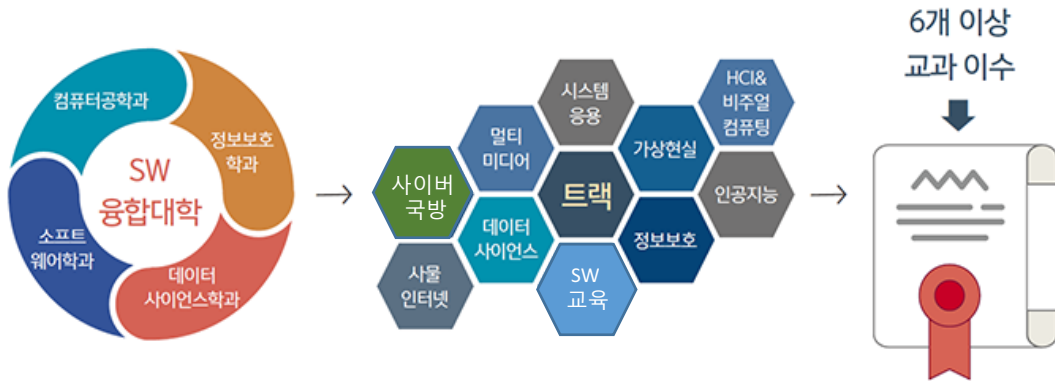 컴퓨터공학과
정보보호
학과
SW
융합대학
소프트
웨어학과
데이터
사이언스학과
사이버
국방
사물
인터넷
멀티
미디어
데이터
사이언스
시스템
응용
트랙
SW
교육
가상현실
정보보호
HCI&
비주얼
컴퓨팅
인공지능
6개 이상
교과 이수